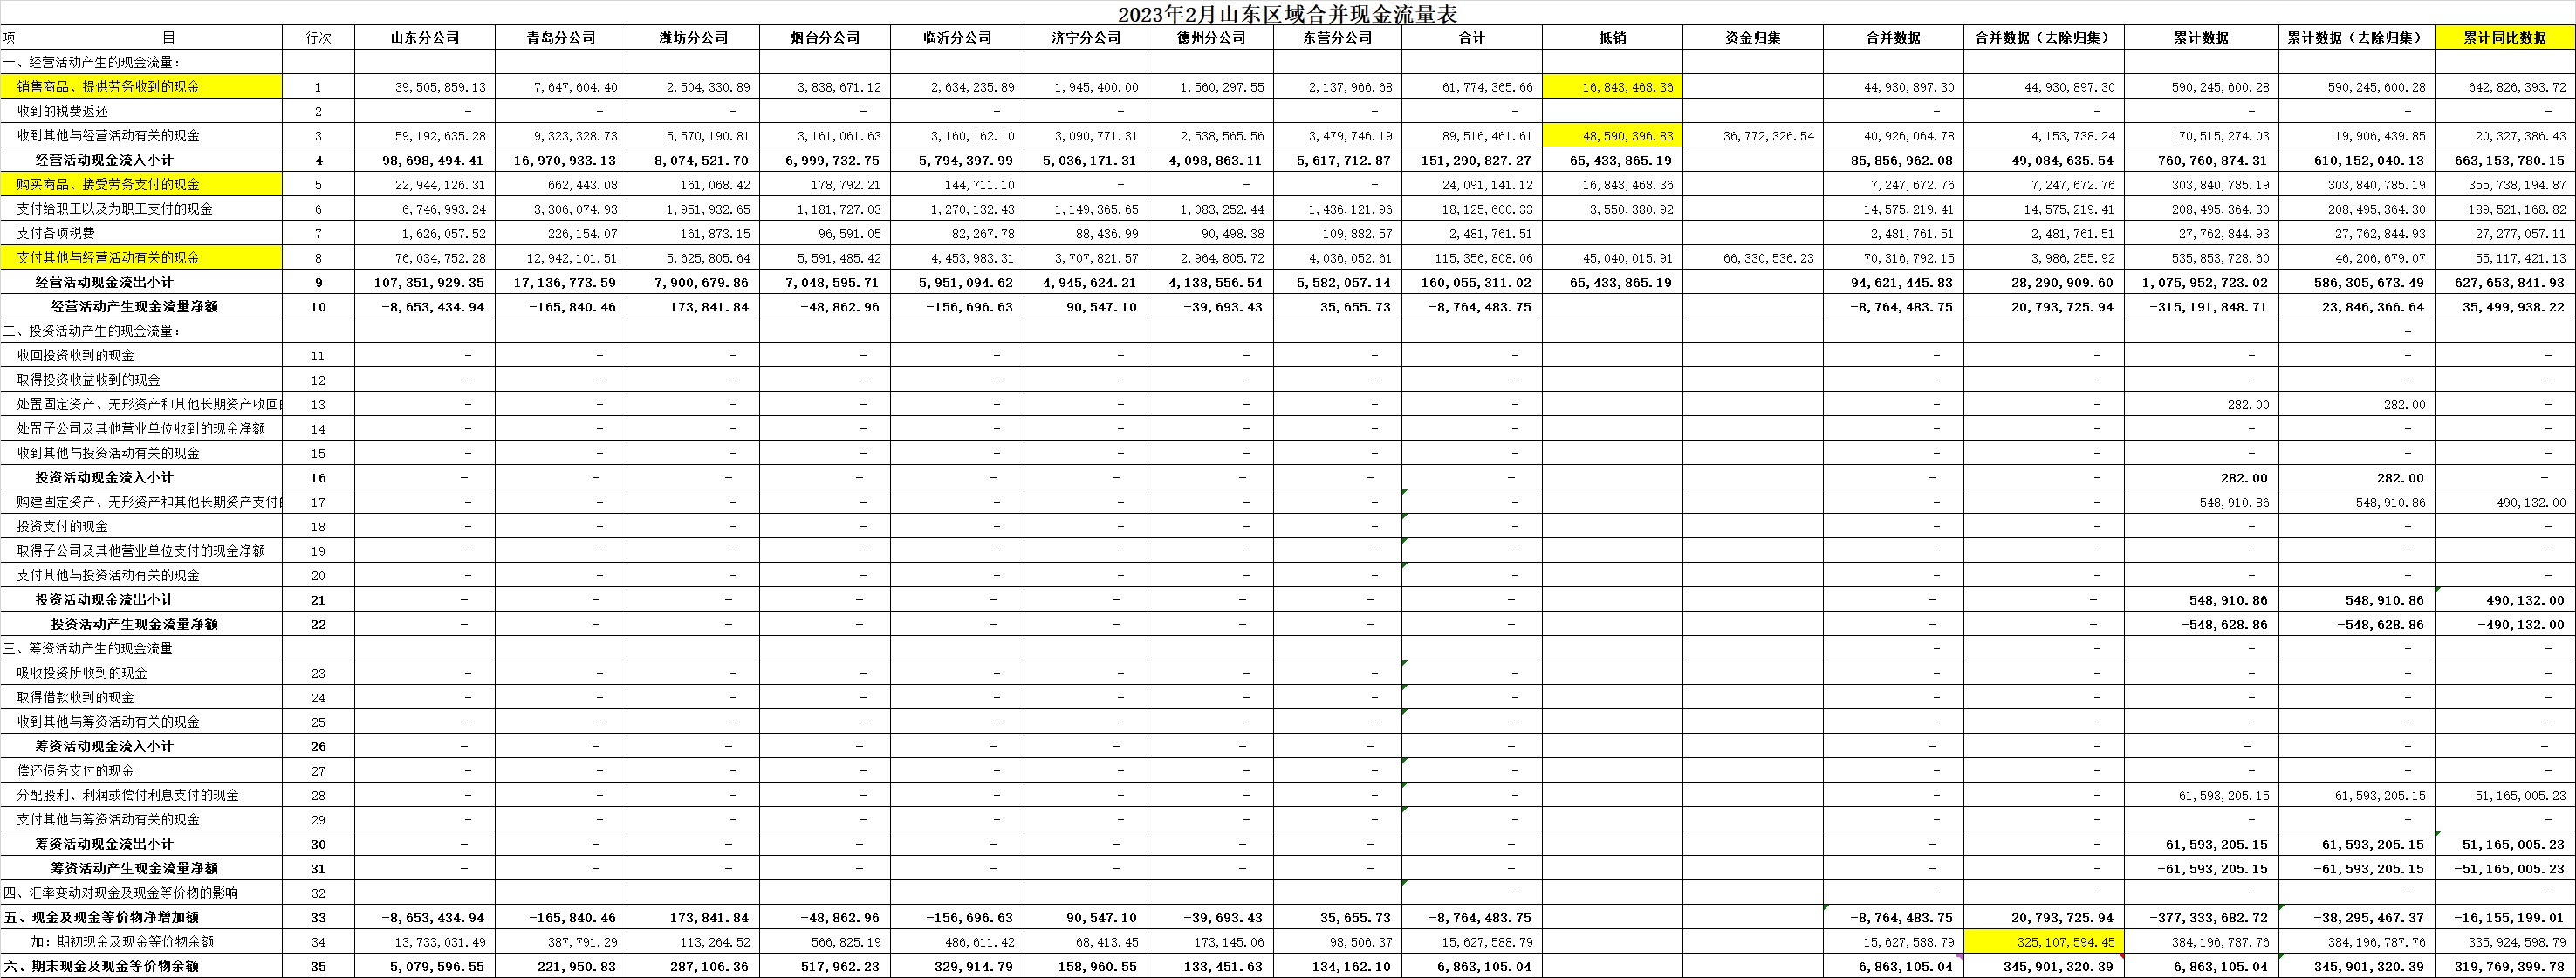 2023年2月山东区域合并现金流量表
项 目 行次 山东分公司 青岛分公司 潍坊分公司 烟台分公司 临沂分公司 济宁分公司 德州分公司 东营分公司 合计 抵销 资金归集 合并数据 合并数据（去除归集） 累计数据 累计数据（去除归集） 累计同比数据
一、经营活动产生的现金流量：
销售商品、提供劳务收到的现金 1 39,505,859.13 7,647,604.40 2,504,330.89 3,838,671.12 2,634,235.89 1,945,400.00 1,560,297.55 2,137,966.68 61,774,365.66 16,843,468.36 44,930,897.30 44,930,897.30 590,245,600.28 590,245,600.28 642,826,393.72
收到的税费返还 2 – – – – – – – – – – – – – –
收到其他与经营活动有关的现金 3 59,192,635.28 9,323,328.73 5,570,190.81 3,161,061.63 3,160,162.10 3,090,771.31 2,538,565.56 3,479,746.19 89,516,461.61 48,590,396.83 36,772,326.54 40,926,064.78 4,153,738.24 170,515,274.03 19,906,439.85 20,327,386.43
经营活动现金流入小计 4 98,698,494.41 16,970,933.13 8,074,521.70 6,999,732.75 5,794,397.99 5,036,171.31 4,098,863.11 5,617,712.87 151,290,827.27 65,433,865.19 85,856,962.08 49,084,635.54 760,760,874.31 610,152,040.13 663,153,780.15
购买商品、接受劳务支付的现金 5 22,944,126.31 662,443.08 161,068.42 178,792.21 144,711.10 – – – 24,091,141.12 16,843,468.36 7,247,672.76 7,247,672.76 303,840,785.19 303,840,785.19 355,738,194.87
支付给职工以及为职工支付的现金 6 6,746,993.24 3,306,074.93 1,951,932.65 1,181,727.03 1,270,132.43 1,149,365.65 1,083,252.44 1,436,121.96 18,125,600.33 3,550,380.92 14,575,219.41 14,575,219.41 208,495,364.30 208,495,364.30 189,521,168.82
支付各项税费 7 1,626,057.52 226,154.07 161,873.15 96,591.05 82,267.78 88,436.99 90,498.38 109,882.57 2,481,761.51 2,481,761.51 2,481,761.51 27,762,844.93 27,762,844.93 27,277,057.11
支付其他与经营活动有关的现金 8 76,034,752.28 12,942,101.51 5,625,805.64 5,591,485.42 4,453,983.31 3,707,821.57 2,964,805.72 4,036,052.61 115,356,808.06 45,040,015.91 66,330,536.23 70,316,792.15 3,986,255.92 535,853,728.60 46,206,679.07 55,117,421.13
经营活动现金流出小计 9 107,351,929.35 17,136,773.59 7,900,679.86 7,048,595.71 5,951,094.62 4,945,624.21 4,138,556.54 5,582,057.14 160,055,311.02 65,433,865.19 94,621,445.83 28,290,909.60 1,075,952,723.02 586,305,673.49 627,653,841.93
经营活动产生现金流量净额 10 -8,653,434.94 -165,840.46 173,841.84 -48,862.96 -156,696.63 90,547.10 -39,693.43 35,655.73 -8,764,483.75 -8,764,483.75 20,793,725.94 -315,191,848.71 23,846,366.64 35,499,938.22
二、投资活动产生的现金流量： –
收回投资收到的现金 11 – – – – – – – – – – – – – –
取得投资收益收到的现金 12 – – – – – – – – – – – – – –
处置固定资产、无形资产和其他长期资产收回 13 – – – – – – – – – – – 282.00 282.00 –
处置子公司及其他营业单位收到的现金净额 14 – – – – – – – – – – – – – –
收到其他与投资活动有关的现金 15 – – – – – – – – – – – – – –
投资活动现金流入小计 16 – – – – – – – – – – – 282.00 282.00 –
购建固定资产、无形资产和其他长期资产支付 17 – – – – – – – – – – – 548,910.86 548,910.86 490,132.00
投资支付的现金 18 – – – – – – – – – – – – – –
取得子公司及其他营业单位支付的现金净额 19 – – – – – – – – – – – – – –
支付其他与投资活动有关的现金 20 – – – – – – – – – – – – – –
投资活动现金流出小计 21 – – – – – – – – – – – 548,910.86 548,910.86 490,132.00
投资活动产生现金流量净额 22 – – – – – – – – – – – -548,628.86 -548,628.86 -490,132.00
三、筹资活动产生的现金流量 – – – – –
吸收投资所收到的现金 23 – – – – – – – – – – – – – –
取得借款收到的现金 24 – – – – – – – – – – – – – –
收到其他与筹资活动有关的现金 25 – – – – – – – – – – – – – –
筹资活动现金流入小计 26 – – – – – – – – – – – – – –
偿还债务支付的现金 27 – – – – – – – – – – – – – –
分配股利、利润或偿付利息支付的现金 28 – – – – – – – – – – – 61,593,205.15 61,593,205.15 51,165,005.23
支付其他与筹资活动有关的现金 29 – – – – – – – – – – – – – –
筹资活动现金流出小计 30 – – – – – – – – – – – 61,593,205.15 61,593,205.15 51,165,005.23
筹资活动产生现金流量净额 31 – – – – – – – – – – – -61,593,205.15 -61,593,205.15 -51,165,005.23
四、汇率变动对现金及现金等价物的影响 32 – – – – – –
五、现金及现金等价物净增加额 33 -8,653,434.94 -165,840.46 173,841.84 -48,862.96 -156,696.63 90,547.10 -39,693.43 35,655.73 -8,764,483.75 -8,764,483.75 20,793,725.94 -377,333,682.72 -38,295,467.37 -16,155,199.01
加：期初现金及现金等价物余额 34 13,733,031.49 387,791.29 113,264.52 566,825.19 486,611.42 68,413.45 173,145.06 98,506.37 15,627,588.79 15,627,588.79 325,107,594.45 384,196,787.76 384,196,787.76 335,924,598.79
六、期末现金及现金等价物余额 35 5,079,596.55 221,950.83 287,106.36 517,962.23 329,914.79 158,960.55 133,451.63 134,162.10 6,863,105.04 6,863,105.04 345,901,320.39 6,863,105.04 345,901,320.39 319,769,399.78